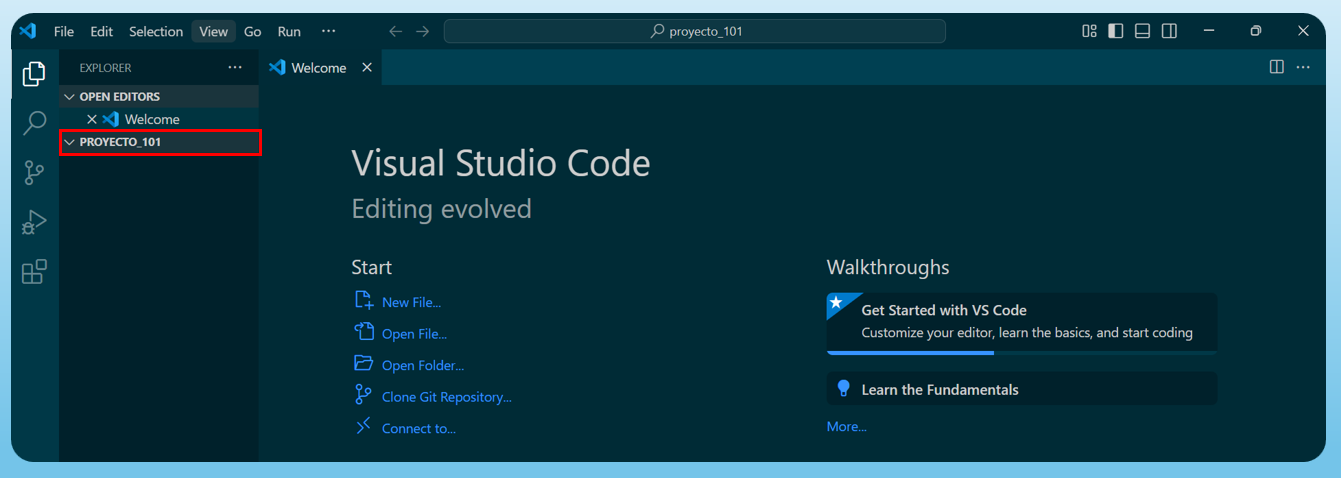 File Edit Selection View Go Run ··· proyecto_101
EXPLORER ···
Welcome
OPEN EDITORS
Welcome
PROYECTO_101
Visual Studio Code
Editing evolved
Start
New File...
Open File...
Open Folder...
Clone Git Repository...
Connect to...
Walkthroughs
Get Started with VS Code
Customize your editor, learn the basics, and start coding
Learn the Fundamentals
More...